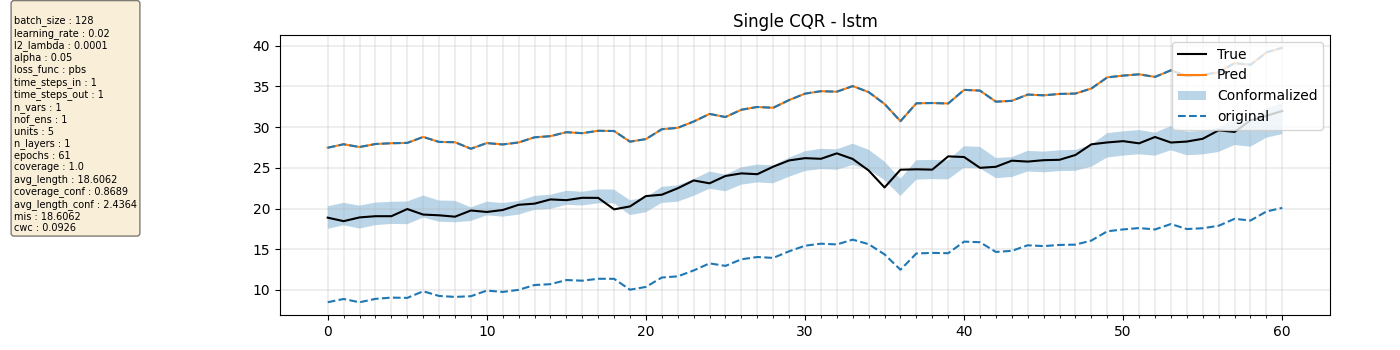 batch_size : 128
learning_rate : 0.02
l2_lambda : 0.0001
alpha : 0.05
loss_func : pbs
time_steps_in : 1
time_steps_out : 1
n_vars : 1
nof_ens : 1
units : 5
n_layers : 1
epochs : 61
coverage : 1.0
avg_length : 18.6062
coverage_conf : 0.8689
avg_length_conf : 2.4364
mis : 18.6062
cwc : 0.0926
Single CQR - lstm
40
35
30
25
20
15
10
True
Pred
Conformalized
original
0 10 20 30 40 50 60